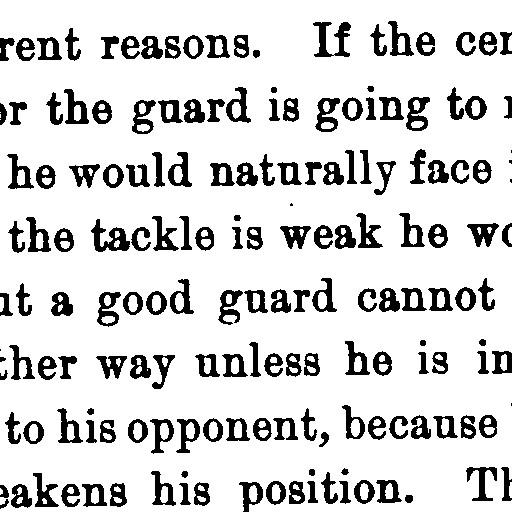 rent reasons. If the cen
or the guard is going to
he would naturally face
the tackle is weak he wo
ut a good guard cannot
ther way unless he is in
to his opponent, because
eakens his position. Th